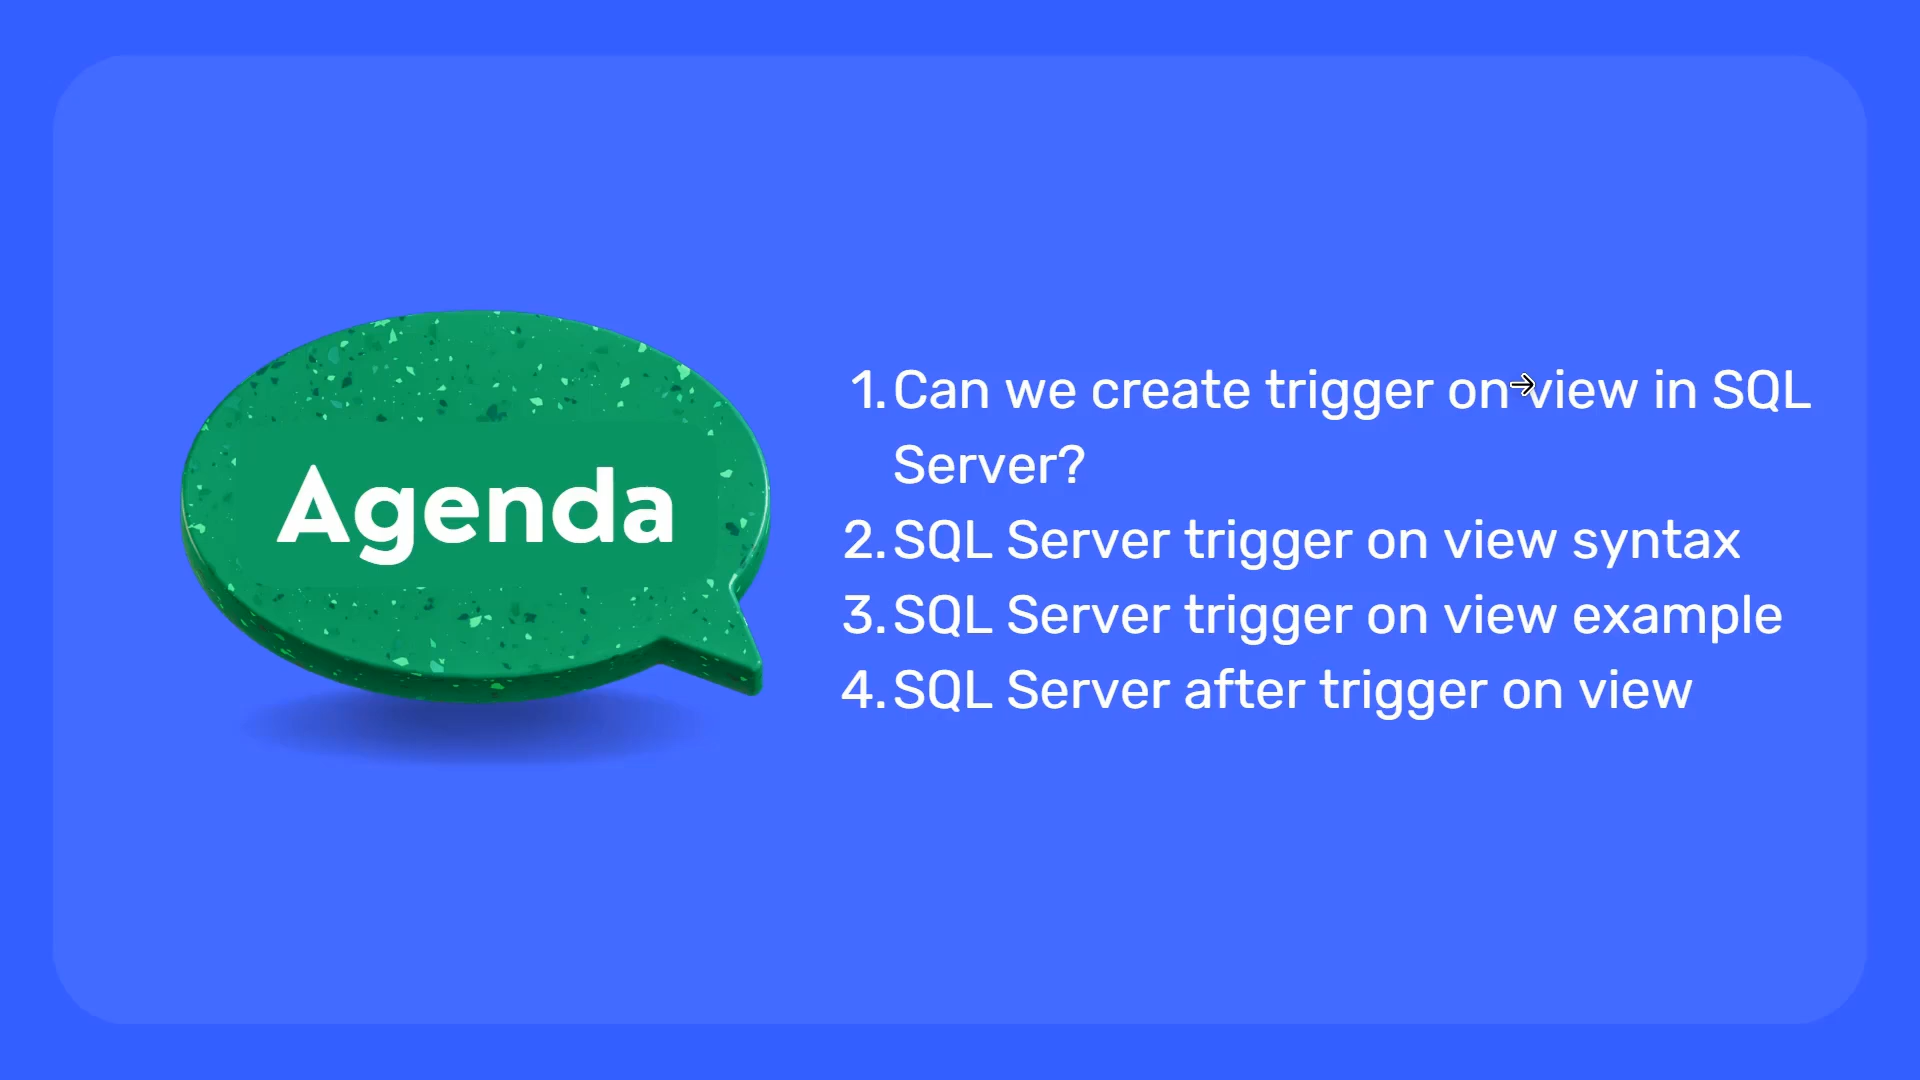 Agenda
1. Can we create trigger on view in SQL
Server?
2. SQL Server trigger on view syntax
3. SQL Server trigger on view example
4. SQL Server after trigger on view